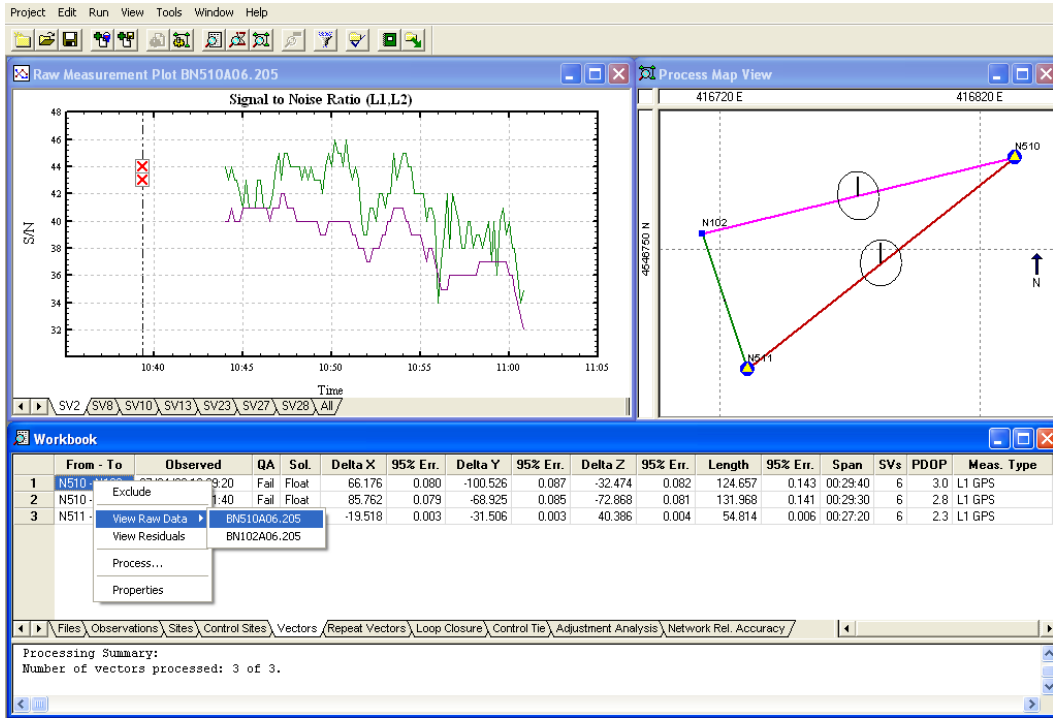 Project Edit Run View Tools Window Help
Raw Measurement Plot BN510A06.205
Signal to Noise Ratio (L1,L2)
48
46
44
42
40
38
36
34
32
S/N
10:40 10:45 10:50 10:55 11:00 11:05
Time
SV2 SV8 SV10 SV13 SV23 SV27 SV28 All
Process Map View
416720 E 416820 E
4646750 N
N510
N102
N511
N
Workbook
From - To Observed QA Sol. Delta X 95% Err. Delta Y 95% Err. Delta Z 95% Err. Length 95% Err. Span SVs PDOP Meas. Type
1 N510 - Fail Float 66.176 0.080 -100.526 0.087 -32.474 0.082 124.657 0.143 00:29:40 6 3.0 L1 GPS
2 N510 - 1:40 Fail Float 85.762 0.079 -68.925 0.085 -72.868 0.081 131.968 0.141 00:29:30 6 2.8 L1 GPS
3 N511 - -19.518 0.003 -31.506 0.003 40.386 0.004 54.814 0.006 00:27:20 6 2.3 L1 GPS
Exclude
View Raw Data
View Residuals
Process...
Properties
BN510A06.205
BN102A06.205
Files Observations Sites Control Sites Vectors Repeat Vectors Loop Closure Control Tie Adjustment Analysis Network Rel. Accuracy
Processing Summary:
Number of vectors processed: 3 of 3.